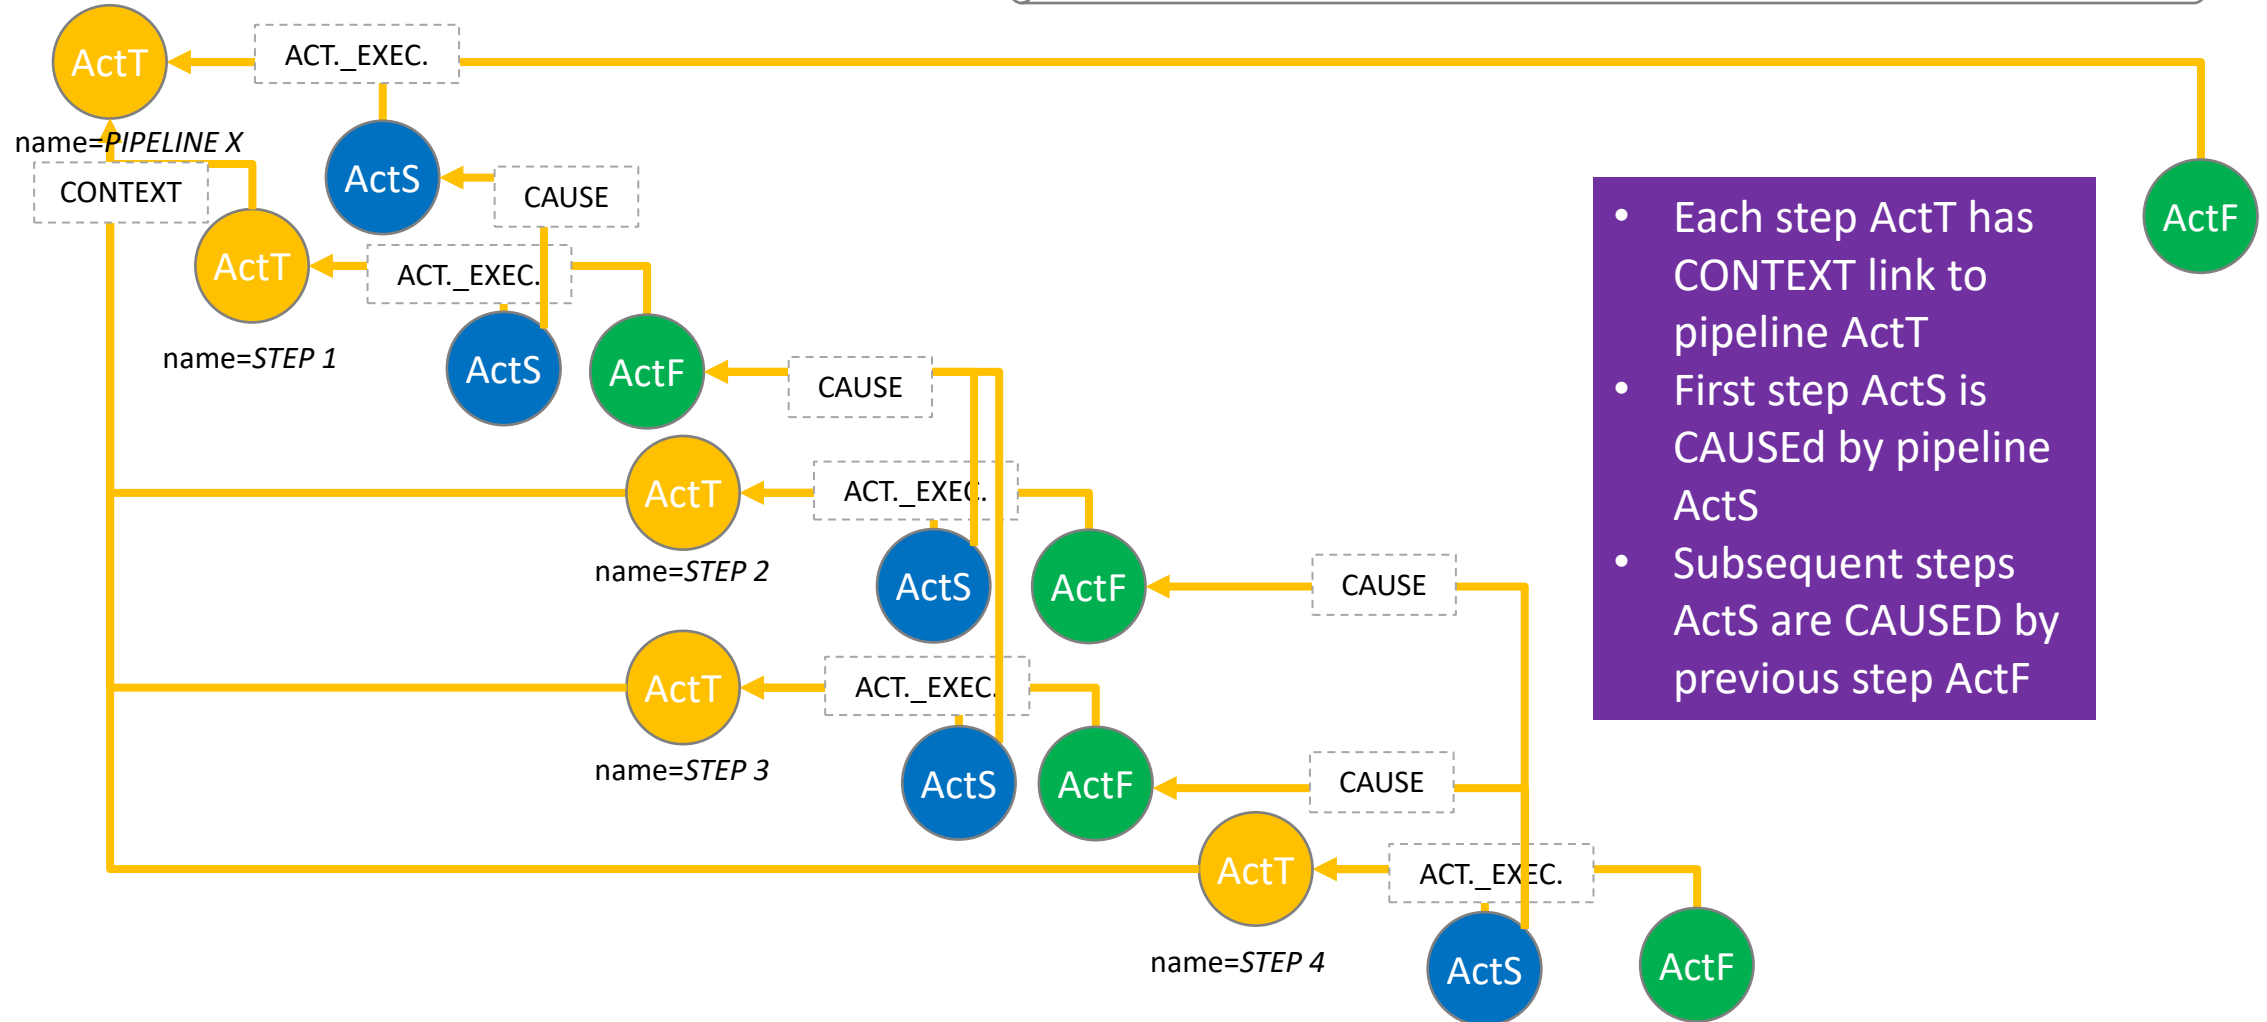 ActT
ACT._EXEC.
name=PIPELINE X
CONTEXT
ActS
CAUSE
ActF
ActT
ACT._EXEC.
name=STEP 1
ActS
ActF
CAUSE
ActT
ACT._EXEC.
name=STEP 2
ActS
ActF
CAUSE
ActT
ACT._EXEC.
name=STEP 3
ActS
ActF
CAUSE
ActT
ACT._EXEC.
name=STEP 4
ActS
ActF
• Each step ActT has
CONTEXT link to
pipeline ActT
• First step ActS is
CAUSEd by pipeline
ActS
• Subsequent steps
ActS are CAUSED by
previous step ActF